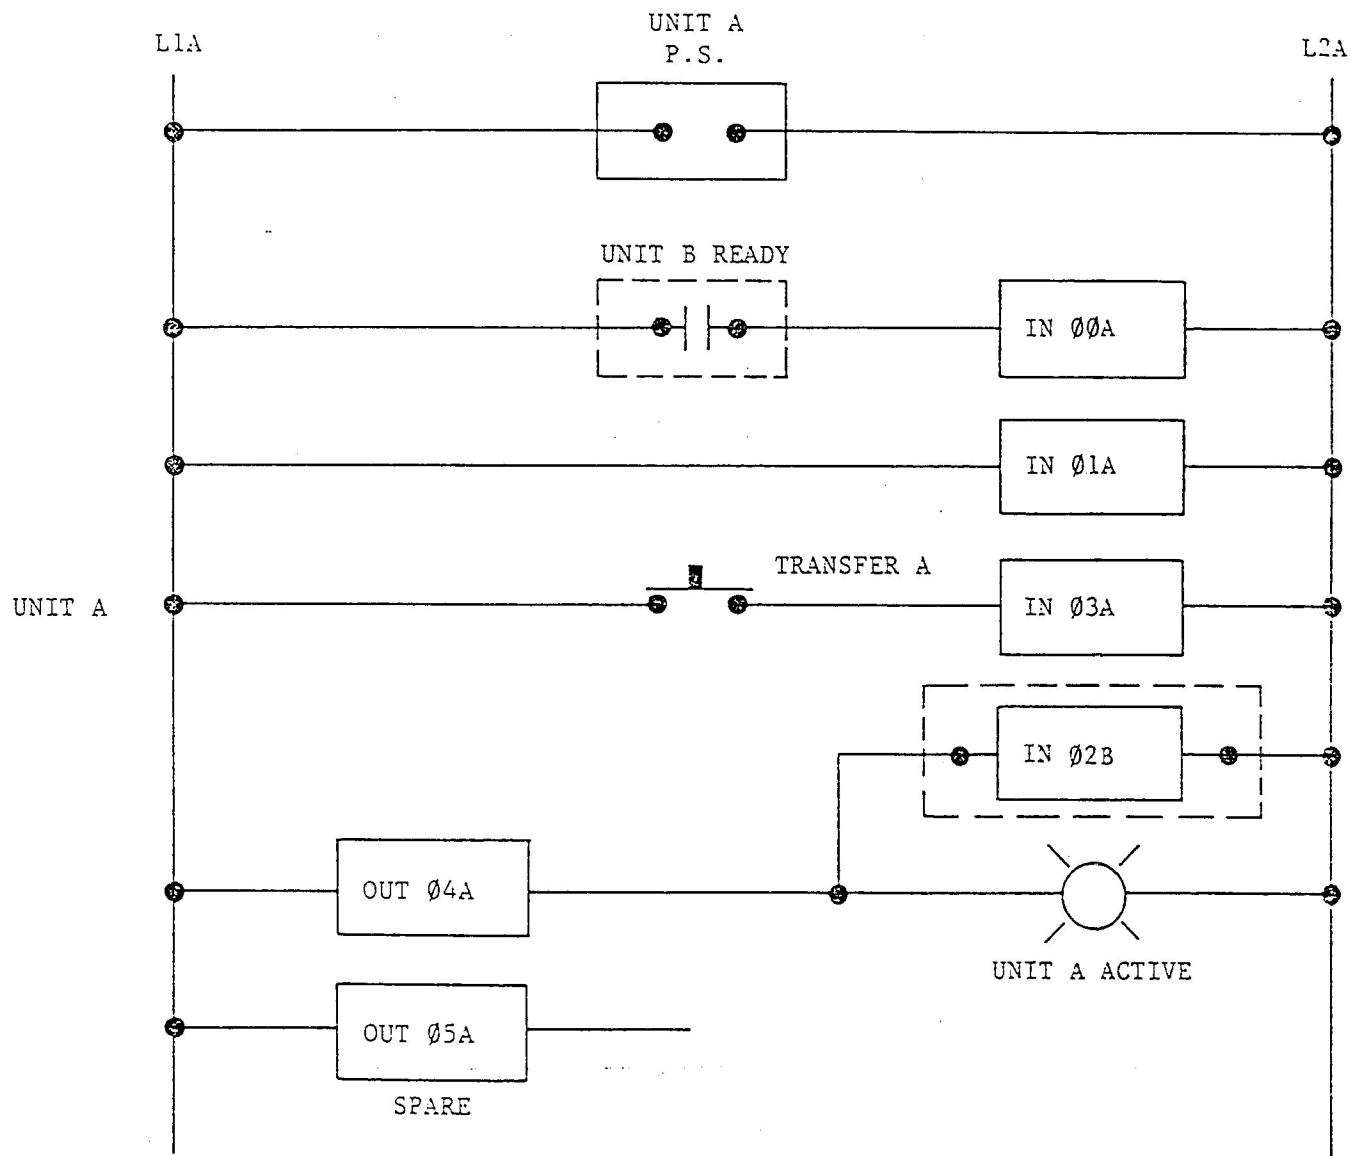 UNIT A
P.S.
L1A
L2A
UNIT B READY
IN ØØA
IN Ø1A
TRANSFER A
UNIT A
IN Ø3A
IN Ø2B
OUT Ø4A
UNIT A ACTIVE
OUT Ø5A
SPARE